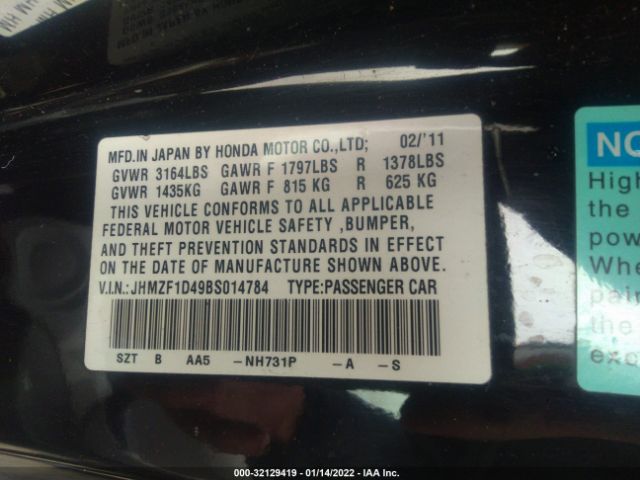 MFD.IN JAPAN BY HONDA MOTOR CO.,LTD; 02/'11
GVWR 3164LBS GAWR F 1797LBS R 1378LBS
GVWR 1435KG GAWR F 815 KG R 625 KG
THIS VEHICLE CONFORMS TO ALL APPLICABLE
FEDERAL MOTOR VEHICLE SAFETY ,BUMPER,
AND THEFT PREVENTION STANDARDS IN EFFECT
ON THE DATE OF MANUFACTURE SHOWN ABOVE.
V.I.N.: JHMZF1D49BS014784 TYPE:PASSENGER CAR
SZT B AA5 -NH731P -A -S
NO
High
the
pow
Whe
pain
the
exc
000-32129419 - 01/14/2022 - IAA Inc.